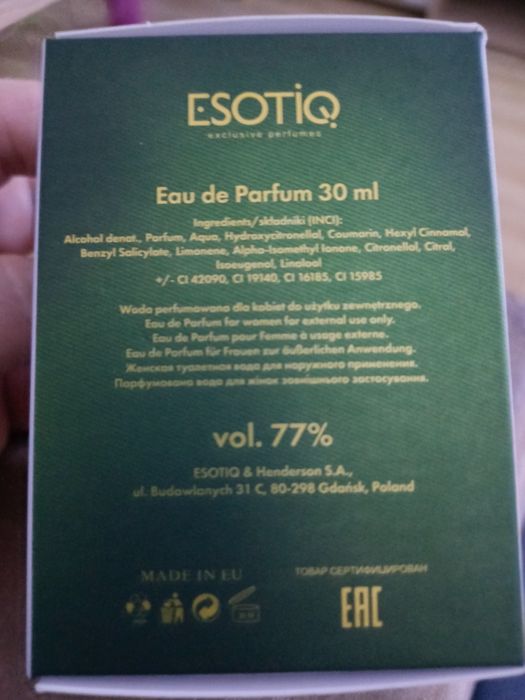 ESOTIQ
exclusive perfumes
Eau de Parfum 30 ml
Ingredients/składniki (INCI):
Alcohol denat., Parfum, Aqua, Hydroxycitronellal, Coumarin, Hexyl Cinnamal,
Benzyl Salicylate, Limonene, Alpha-Isomethyl Ionone, Citronellol, Citral,
Isoeugenol, Linalool
+/- CI 42090, CI 19140, CI 16185, CI 15985
Woda perfumowana dla kobiet do użytku zewnętrznego.
Eau de Parfum for women for external use only.
Eau de Parfum pour Femme à usage externe.
Eau de Parfum für Frauen zur äußerlichen Anwendung.
Женская туалетная вода для наружного применения.
Парфумована вода для жінок зовнішнього застосування.
vol. 77%
ESOTIQ & Henderson S.A.,
ul. Budowlanych 31 C, 80-298 Gdańsk, Poland
MADE IN EU
ТОВАР СЕРТИФИЦИРОВАН
EAC